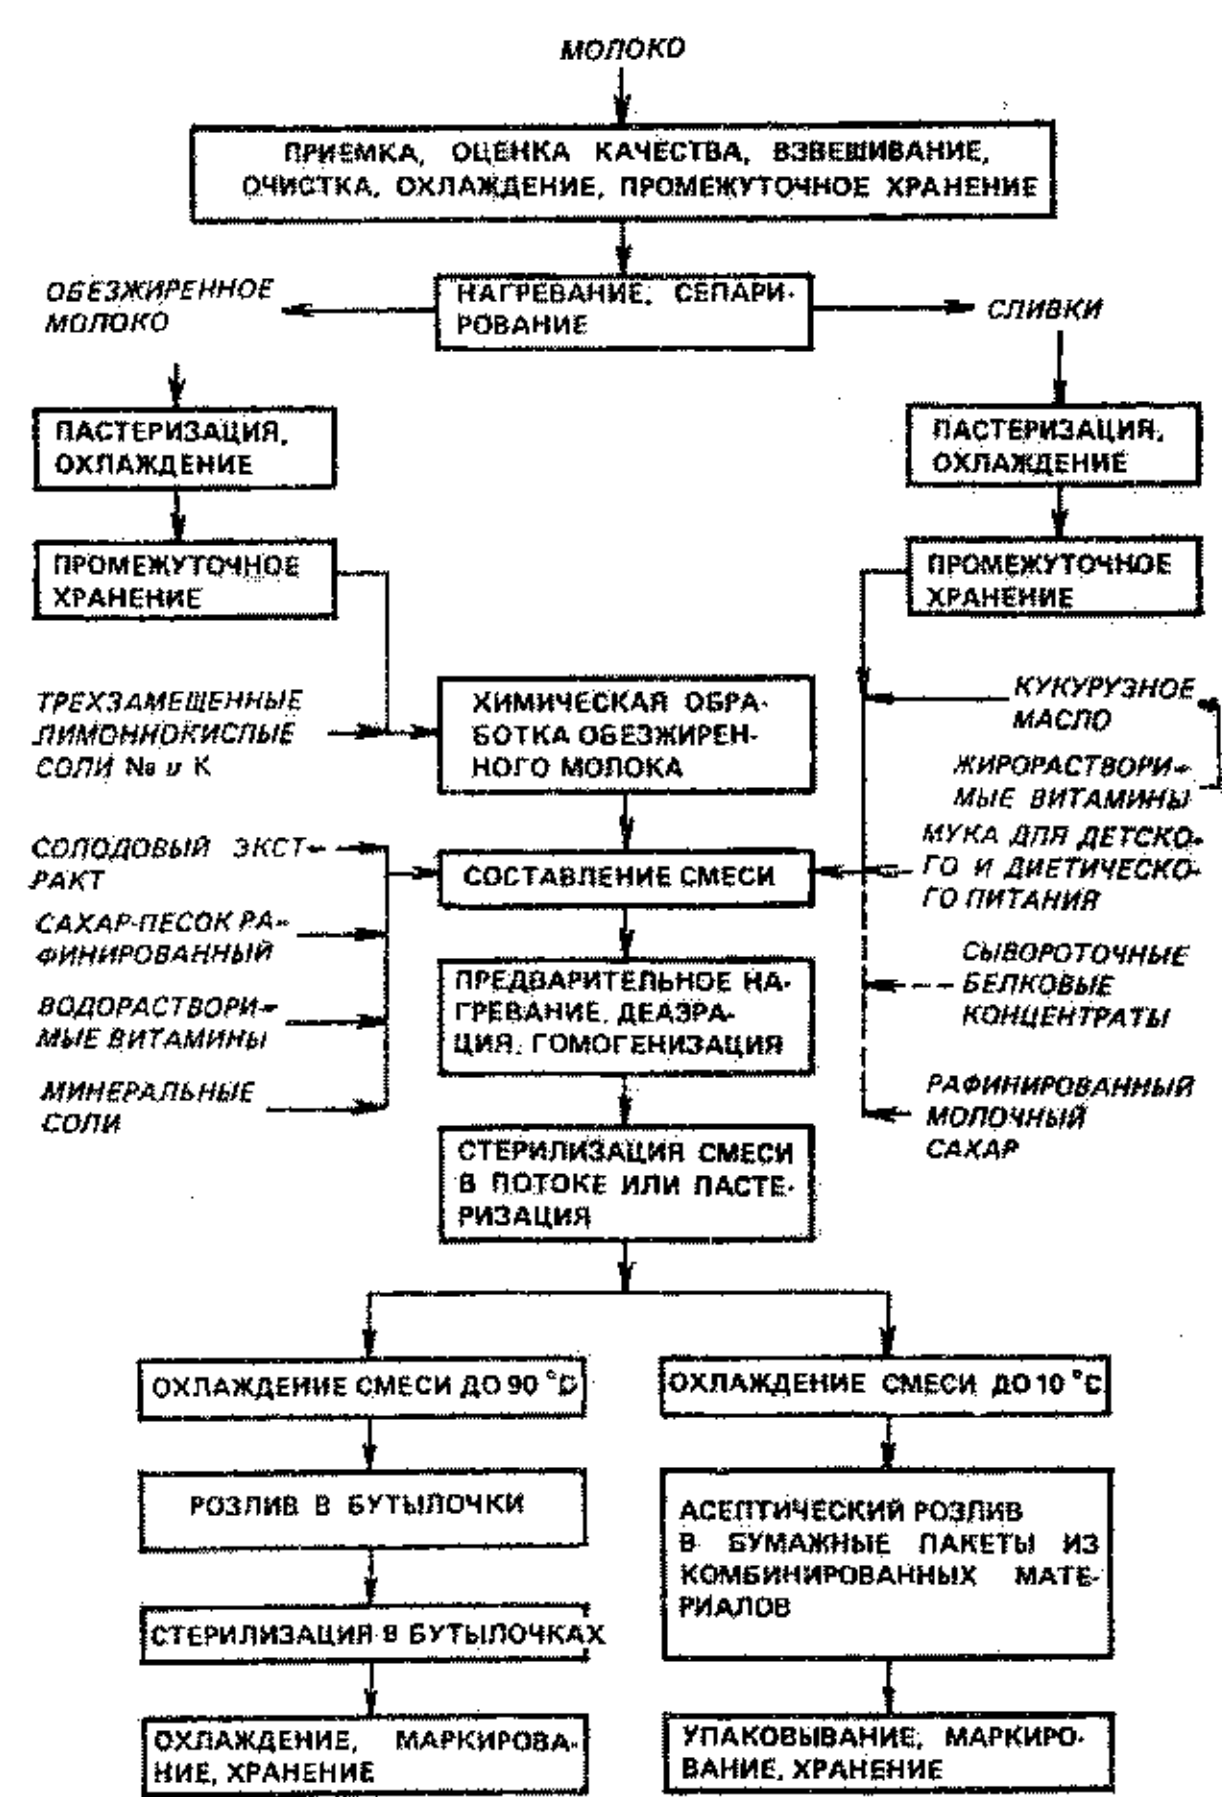 МОЛОКО
ПРИЕМКА, ОЦЕНКА КАЧЕСТВА, ВЗВЕШИВАНИЕ,
ОЧИСТКА, ОХЛАЖДЕНИЕ, ПРОМЕЖУТОЧНОЕ ХРАНЕНИЕ
НАГРЕВАНИЕ, СЕПАРИ-
РОВАНИЕ
ОБЕЗЖИРЕННОЕ
МОЛОКО
СЛИВКИ
ПАСТЕРИЗАЦИЯ,
ОХЛАЖДЕНИЕ
ПАСТЕРИЗАЦИЯ,
ОХЛАЖДЕНИЕ
ПРОМЕЖУТОЧНОЕ
ХРАНЕНИЕ
ПРОМЕЖУТОЧНОЕ
ХРАНЕНИЕ
ТРЕХЗАМЕЩЕННЫЕ
ЛИМОННОКИСЛЫЕ
СОЛИ Na и K
ХИМИЧЕСКАЯ ОБРА-
БОТКА ОБЕЗЖИРЕН-
НОГО МОЛОКА
КУКУРУЗНОЕ
МАСЛО
ЖИРОРАСТВОРИ-
МЫЕ ВИТАМИНЫ
СОЛОДОВЫЙ ЭКСТ-
РАКТ
СОСТАВЛЕНИЕ СМЕСИ
МУКА ДЛЯ ДЕТСКО-
ГО И ДИЕТИЧЕСКО-
ГО ПИТАНИЯ
САХАР-ПЕСОК РА-
ФИНИРОВАННЫЙ
ПРЕДВАРИТЕЛЬНОЕ НА-
ГРЕВАНИЕ, ДЕАЭРА-
ЦИЯ, ГОМОГЕНИЗАЦИЯ
СЫВОРОТОЧНЫЕ
БЕЛКОВЫЕ
КОНЦЕНТРАТЫ
ВОДОРАСТВОРИ-
МЫЕ ВИТАМИНЫ
МИНЕРАЛЬНЫЕ
СОЛИ
РАФИНИРОВАННЫЙ
МОЛОЧНЫЙ
САХАР
СТЕРИЛИЗАЦИЯ СМЕСИ
В ПОТОКЕ ИЛИ ПАСТЕ-
РИЗАЦИЯ
ОХЛАЖДЕНИЕ СМЕСИ ДО 90 °С
ОХЛАЖДЕНИЕ СМЕСИ ДО 10 °С
РОЗЛИВ В БУТЫЛОЧКИ
АСЕПТИЧЕСКИЙ РОЗЛИВ
В БУМАЖНЫЕ ПАКЕТЫ ИЗ
КОМБИНИРОВАННЫХ МАТЕ-
РИАЛОВ
СТЕРИЛИЗАЦИЯ В БУТЫЛОЧКАХ
ОХЛАЖДЕНИЕ, МАРКИРОВА-
НИЕ, ХРАНЕНИЕ
УПАКОВЫВАНИЕ, МАРКИРО-
ВАНИЕ, ХРАНЕНИЕ